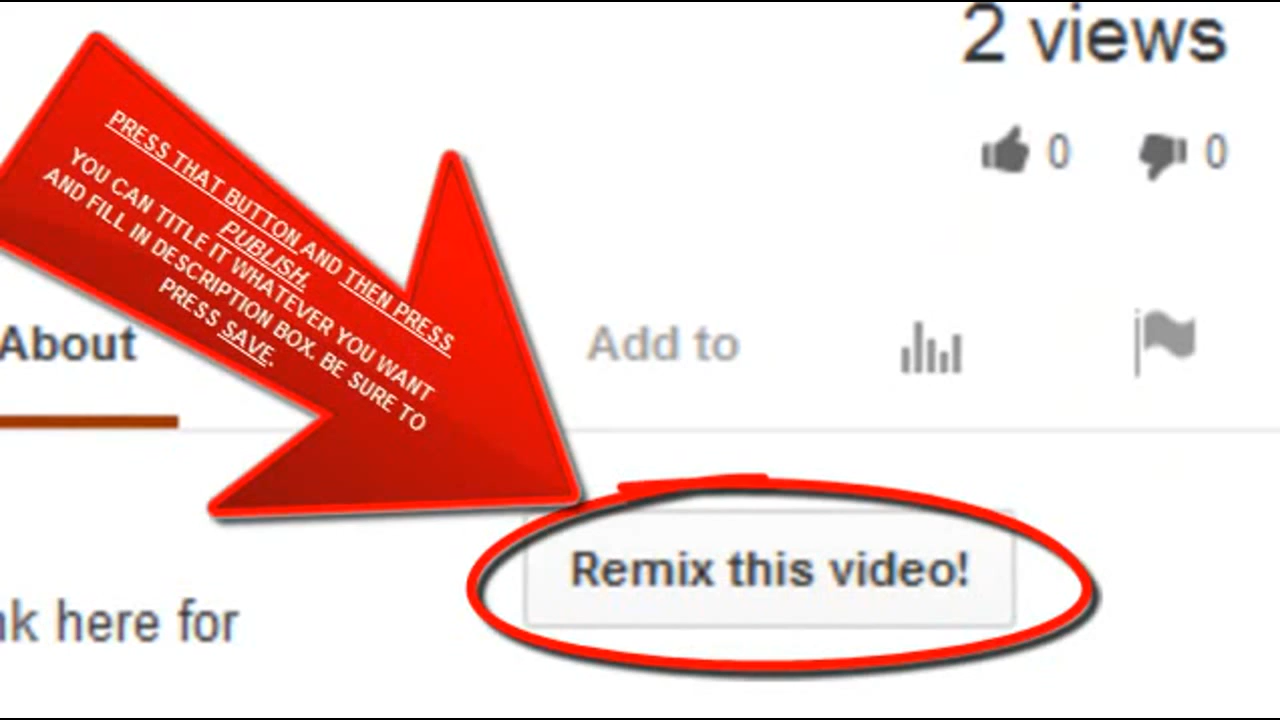 2 views
0 0
PRESS THAT BUTTON AND THEN PRESS
PUBLISH.
YOU CAN TITLE IT WHATEVER YOU WANT
AND FILL IN DESCRIPTION BOX. BE SURE TO
PRESS SAVE.
About
Add to
Remix this video!
nk here for